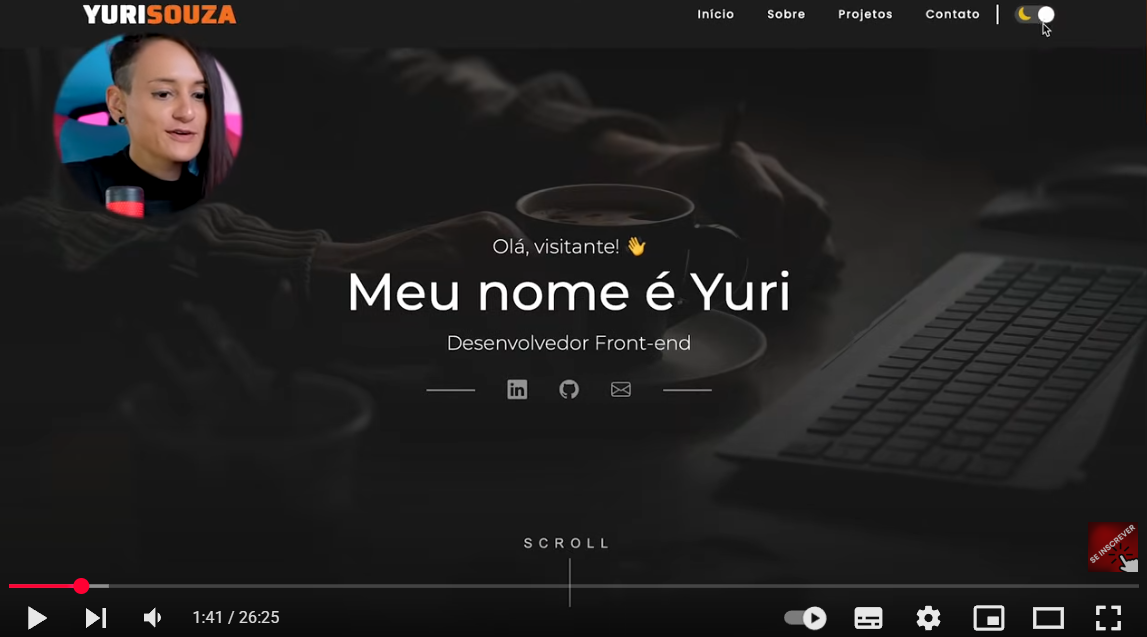 YURISOUZA
Início Sobre Projetos Contato
Olá, visitante! 👋
Meu nome é Yuri
Desenvolvedor Front-end
in
SCROLL
SE INSCREVER
1:41 / 26:25